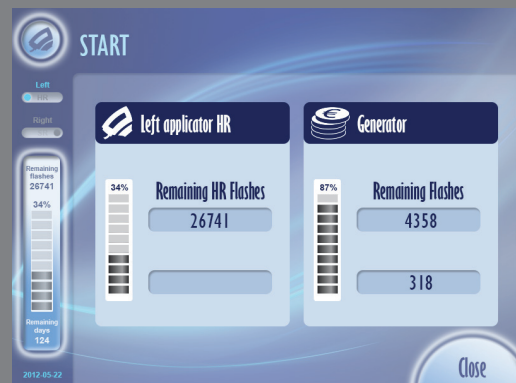 START
Left
Right
Remaining
flashes
26741
34%
Remaining
days
124
2012-05-22
Left applicator HR
34%
Remaining HR Flashes
26741
€
Generator
87%
Remaining Flashes
4358
318
Close